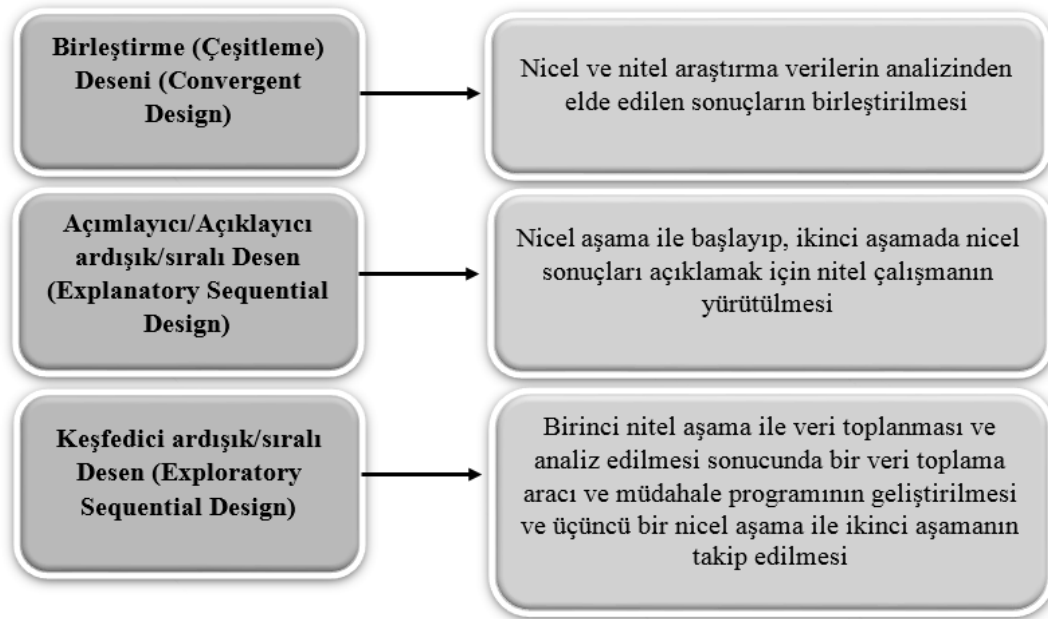 Birleştirme (Çeşitleme)
Deseni (Convergent
Design)
Nicel ve nitel araştırma verilerin analizinden
elde edilen sonuçların birleştirilmesi
Açımlayıcı/Açıklayıcı
ardışık/sıralı Desen
(Explanatory Sequential
Design)
Nicel aşama ile başlayıp, ikinci aşamada nicel
sonuçları açıklamak için nitel çalışmanın
yürütülmesi
Keşfedici ardışık/sıralı
Desen (Exploratory
Sequential Design)
Birinci nitel aşama ile veri toplanması ve
analiz edilmesi sonucunda bir veri toplama
aracı ve müdahale programının geliştirilmesi
ve üçüncü bir nicel aşama ile ikinci aşamanın
takip edilmesi